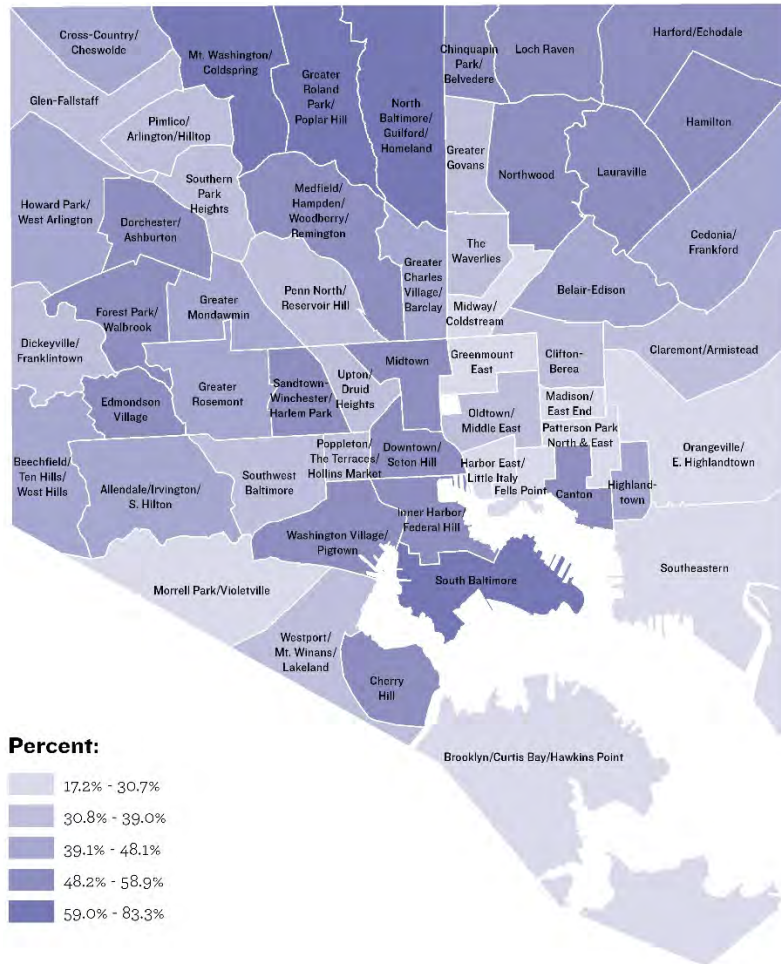 Cross-Country/
Cheswolde
Mt. Washington/
Coldspring
Greater
Roland
Park/
Poplar Hill
North
Baltimore/
Guilford/
Homeland
Chinquapin
Park/
Belvedere
Loch Raven
Harford/Echodale
Glen-Fallstaff
Pimlico/
Arlington/Hilltop
Greater
Govans
Northwood
Lauraville
Hamilton
Howard Park/
West Arlington
Dorchester/
Ashburton
Southern
Park
Heights
Medfield/
Hampden/
Woodberry/
Remington
The
Waverlies
Cedonia/
Frankford
Forest Park/
Walbrook
Greater
Mondawmin
Penn North/
Reservoir Hill
Greater
Charles
Village/
Barclay
Midway/
Coldstream
Belair-Edison
Dickeyville/
Franklintown
Edmondson
Village
Greater
Rosemont
Sandtown-
Winchester/
Harlem Park
Upton/
Druid
Heights
Midtown
Greenmount
East
Clifton-
Berea
Claremont/Armistead
Oldtown/
Middle East
Madison/
East End
Patterson Park
North & East
Orangeville/
E. Highlandtown
Beechfield/
Ten Hills/
West Hills
Allendale/Irvington/
S. Hilton
Southwest
Baltimore
Poppleton/
The Terraces/
Hollins Market
Downtown/
Seton Hill
Harbor East/
Little Italy
Fells Point
Canton
Highland-
town
Washington Village/
Pigtown
Inner Harbor/
Federal Hill
South Baltimore
Southeastern
Morrell Park/Violetville
Westport/
Mt. Winans/
Lakeland
Cherry
Hill
Brooklyn/Curtis Bay/Hawkins Point
Percent:
17.2% - 30.7%
30.8% - 39.0%
39.1% - 48.1%
48.2% - 58.9%
59.0% - 83.3%